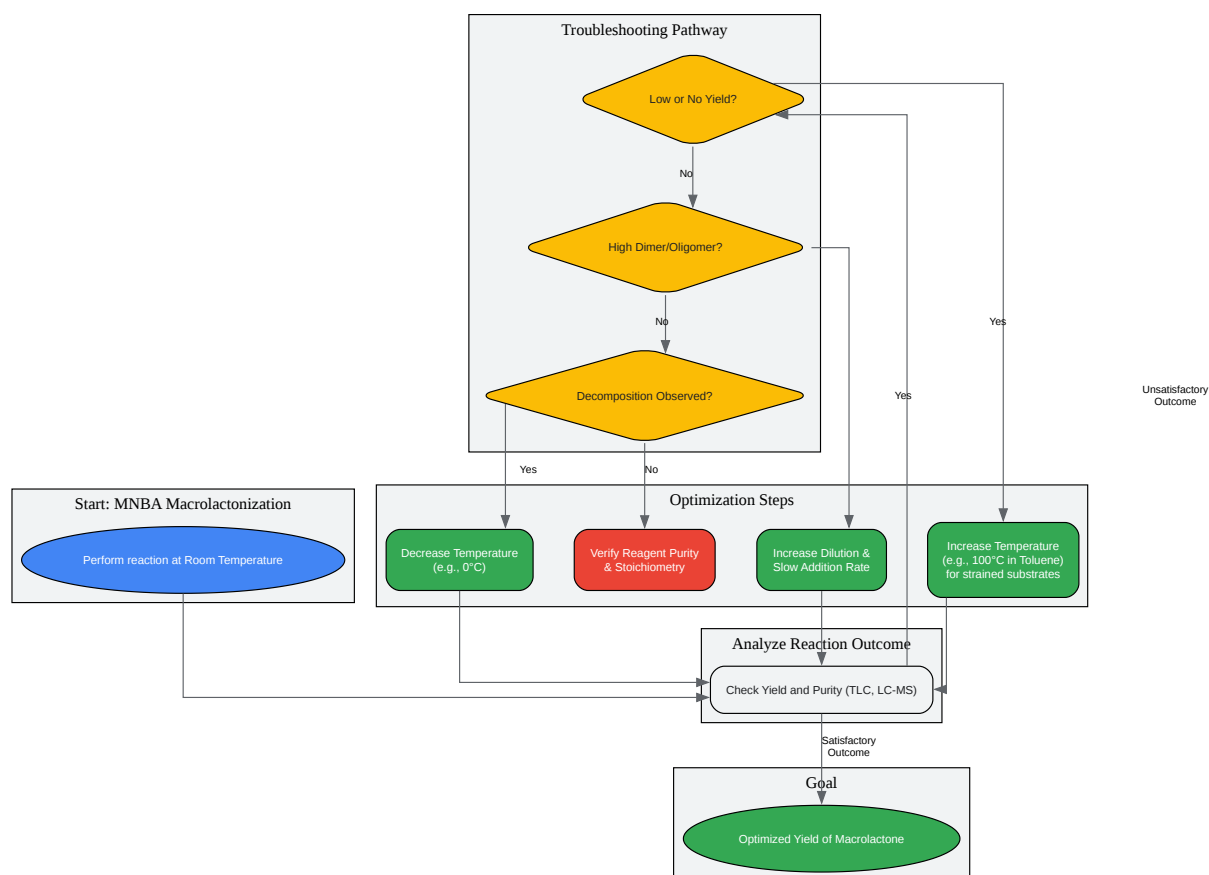 Troubleshooting Pathway
Low or No Yield?
No
High Dimer/Oligomer?
No
Yes
Decomposition Observed?
Yes
Unsatisfactory
Outcome
Yes
No
Start: MNBA Macrolactonization
Perform reaction at Room Temperature
Optimization Steps
Decrease Temperature
(e.g., 0°C)
Verify Reagent Purity
& Stoichiometry
Increase Dilution &
Slow Addition Rate
Increase Temperature
(e.g., 100°C in Toluene)
for strained substrates
Analyze Reaction Outcome
Check Yield and Purity (TLC, LC-MS)
Satisfactory
Outcome
Goal
Optimized Yield of Macrolactone